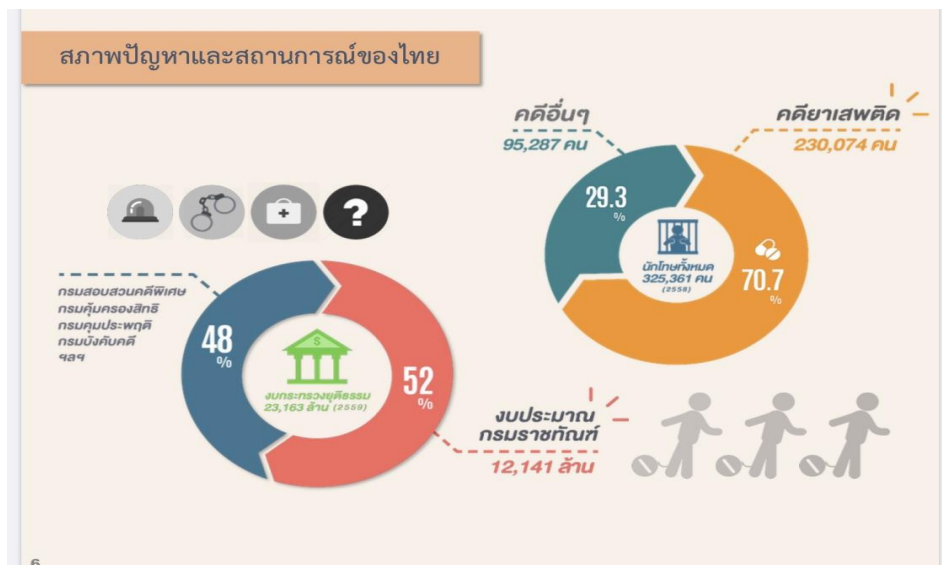 สภาพปัญหาและสถานการณ์ของไทย
คดีอื่นๆ
95,287 คน
คดียาเสพติด
230,074 คน
29.3
%
นักโทษทั้งหมด
325,361 คน
(2558)
70.7
%
?
กรมสอบสวนคดีพิเศษ
กรมคุ้มครองสิทธิ
กรมคุมประพฤติ
กรมบังคับคดี
ฯลฯ
48
%
$
งบกระทรวงยุติธรรม
23,163 ล้าน (2559)
52
%
งบประมาณ
กรมราชทัณฑ์
12,141 ล้าน
6